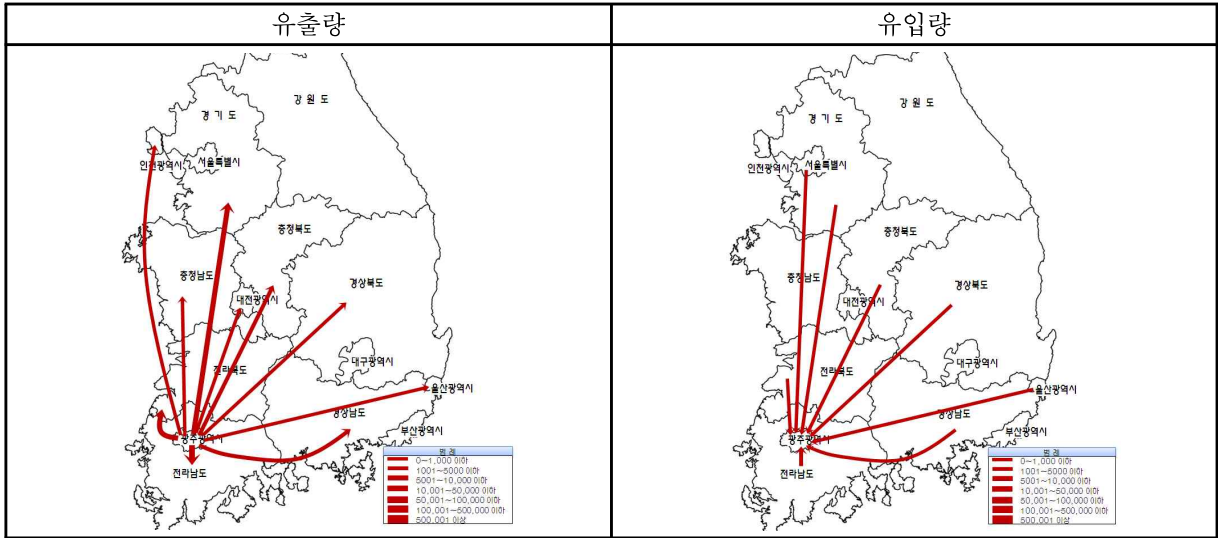 유출량
강 원 도
경 기 도
인천광역시
서울특별시
충청북도
충청남도
경상북도
대전광역시
대구광역시
전라북도
울산광역시
경상남도
광주광역시
부산광역시
전라남도
범 례
0~1,000 이하
1001~5000 이하
5001~10,000 이하
10,001~50,000 이하
50,001~100,000 이하
100,001~500,000 이하
500,001 이상
유입량
강 원 도
경 기 도
인천광역시
서울특별시
충청북도
충청남도
경상북도
대전광역시
대구광역시
전라북도
울산광역시
경상남도
광주광역시
부산광역시
전라남도
범 례
0~1,000 이하
1001~5000 이하
5001~10,000 이하
10,001~50,000 이하
50,001~100,000 이하
100,001~500,000 이하
500,001 이상